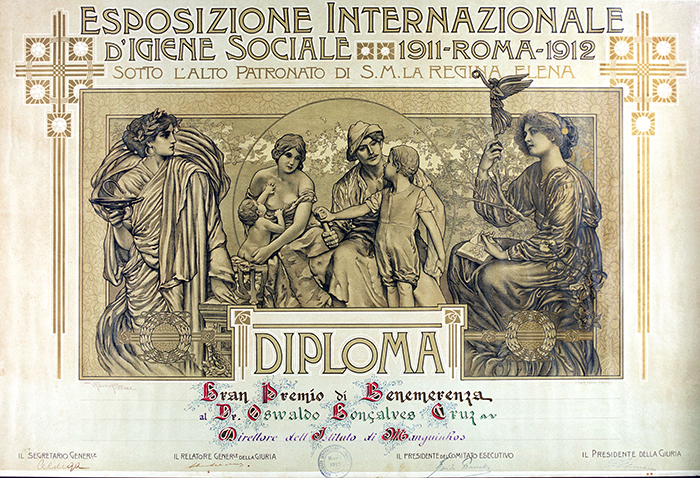 ESPOSIZIONE INTERNAZIONALE
D'IGIENE SOCIALE 1911-ROMA-1912
SOTTO L'ALTO PATRONATO DI S.M. LA REGINA ELENA
DIPLOMA
Gran Premio di Benemerenza
al Dr. Oswaldo Gonçalves Cruz
Direttore dell'Istituto di Manguinhos
IL SEGRETARIO GENERLE
IL RELATORE GENERLE DELLA GIURIA
IL PRESIDENTE DEL COMITATO ESECUTIVO
IL PRESIDENTE DELLA GIURIA